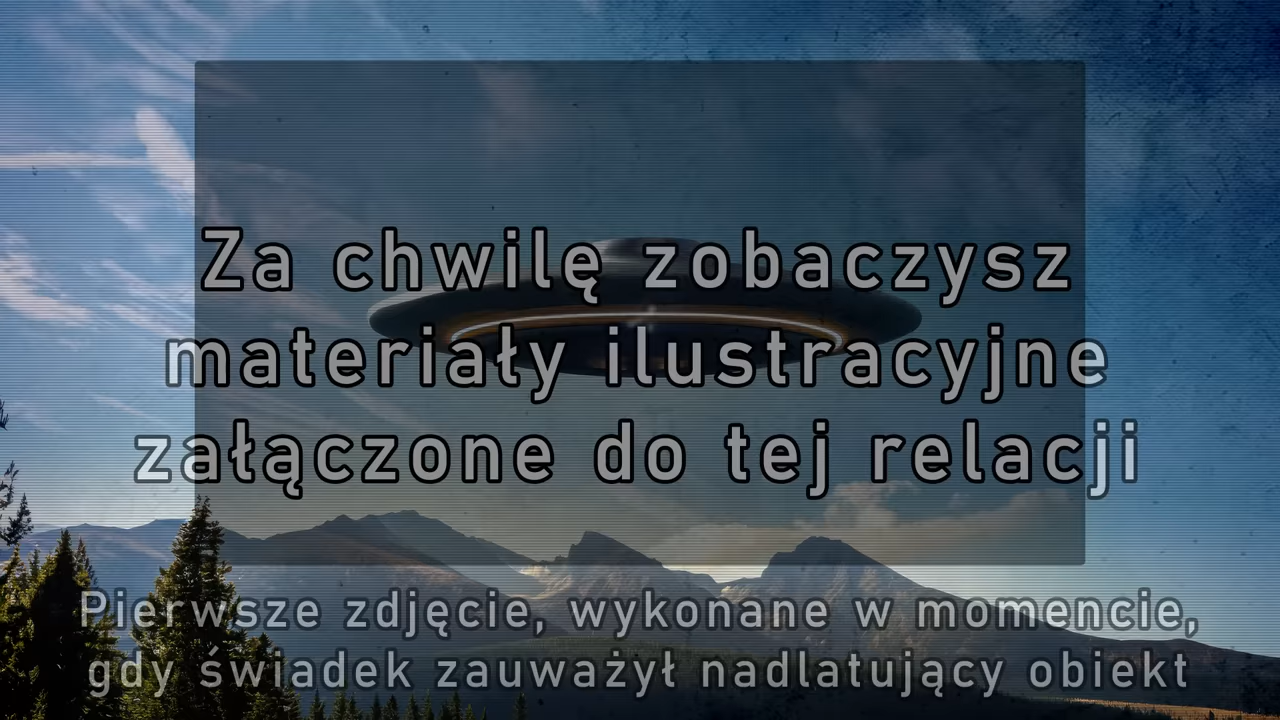 Za chwilę zobaczysz
materiały ilustracyjne
załączone do tej relacji
Pierwsze zdjęcie, wykonane w momencie,
gdy świadek zauważył nadlatujący obiekt